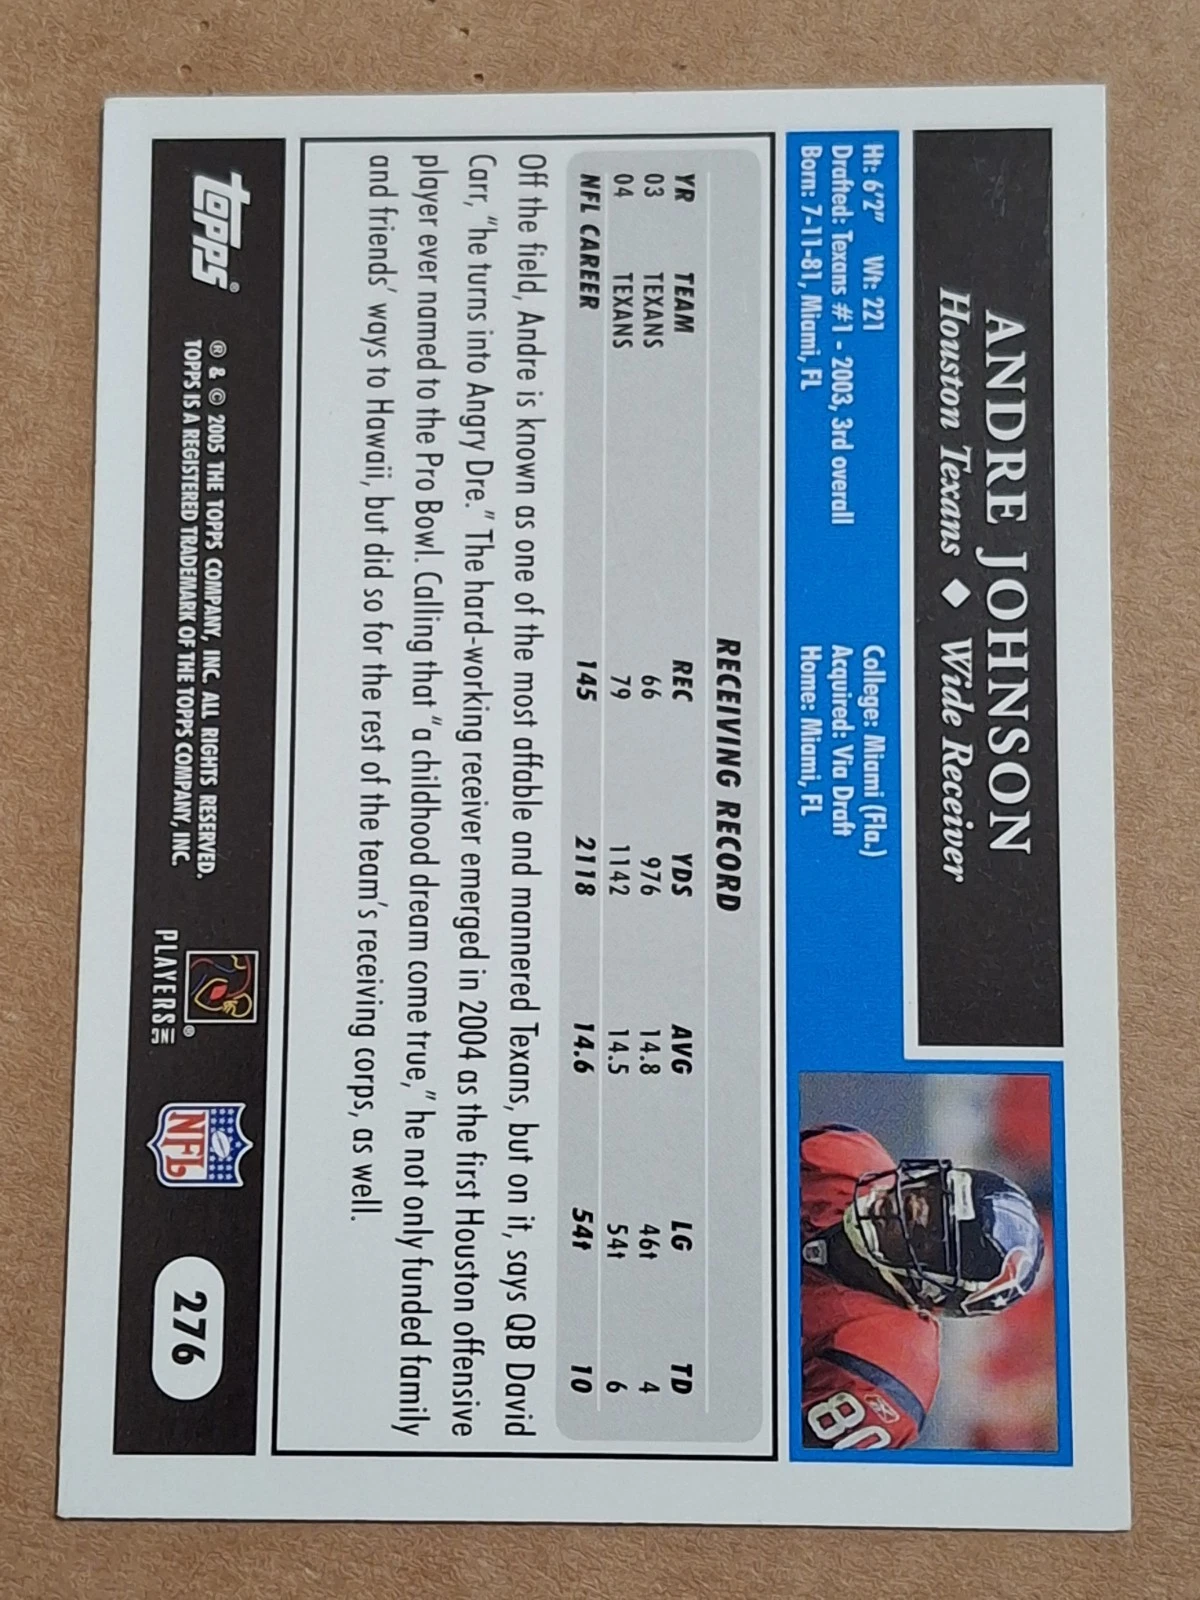 ANDRE JOHNSON
Houston Texans ◆ Wide Receiver
Ht: 6'2" Wt: 221 College: Miami (Fla.)
Drafted: Texans #1 - 2003, 3rd overall Acquired: Via Draft
Born: 7-11-81, Miami, FL Home: Miami, FL
80
RECEIVING RECORD
YR TEAM REC YDS AVG LG TD
03 TEXANS 66 976 14.8 46t 4
04 TEXANS 79 1142 14.5 54t 6
NFL CAREER 145 2118 14.6 54t 10
Off the field, Andre is known as one of the most affable and mannered Texans, but on it, says QB David
Carr, "he turns into Angry Dre." The hard-working receiver emerged in 2004 as the first Houston offensive
player ever named to the Pro Bowl. Calling that "a childhood dream come true," he not only funded family
and friends' ways to Hawaii, but did so for the rest of the team's receiving corps, as well.
topps®
® & © 2005 THE TOPPS COMPANY, INC. ALL RIGHTS RESERVED.
TOPPS IS A REGISTERED TRADEMARK OF THE TOPPS COMPANY, INC.
®
PLAYERS INC
NFL
276